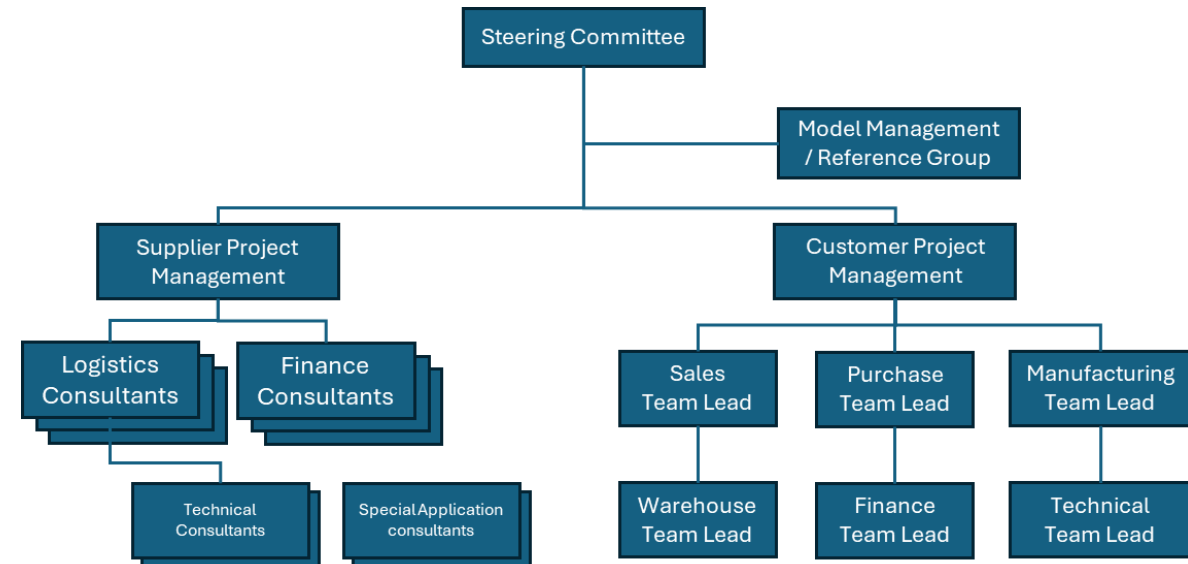 Steering Committee
Model Management
/ Reference Group
Supplier Project
Management
Customer Project
Management
Logistics
Consultants
Finance
Consultants
Sales
Team Lead
Purchase
Team Lead
Manufacturing
Team Lead
Technical
Consultants
Special Application
consultants
Warehouse
Team Lead
Finance
Team Lead
Technical
Team Lead